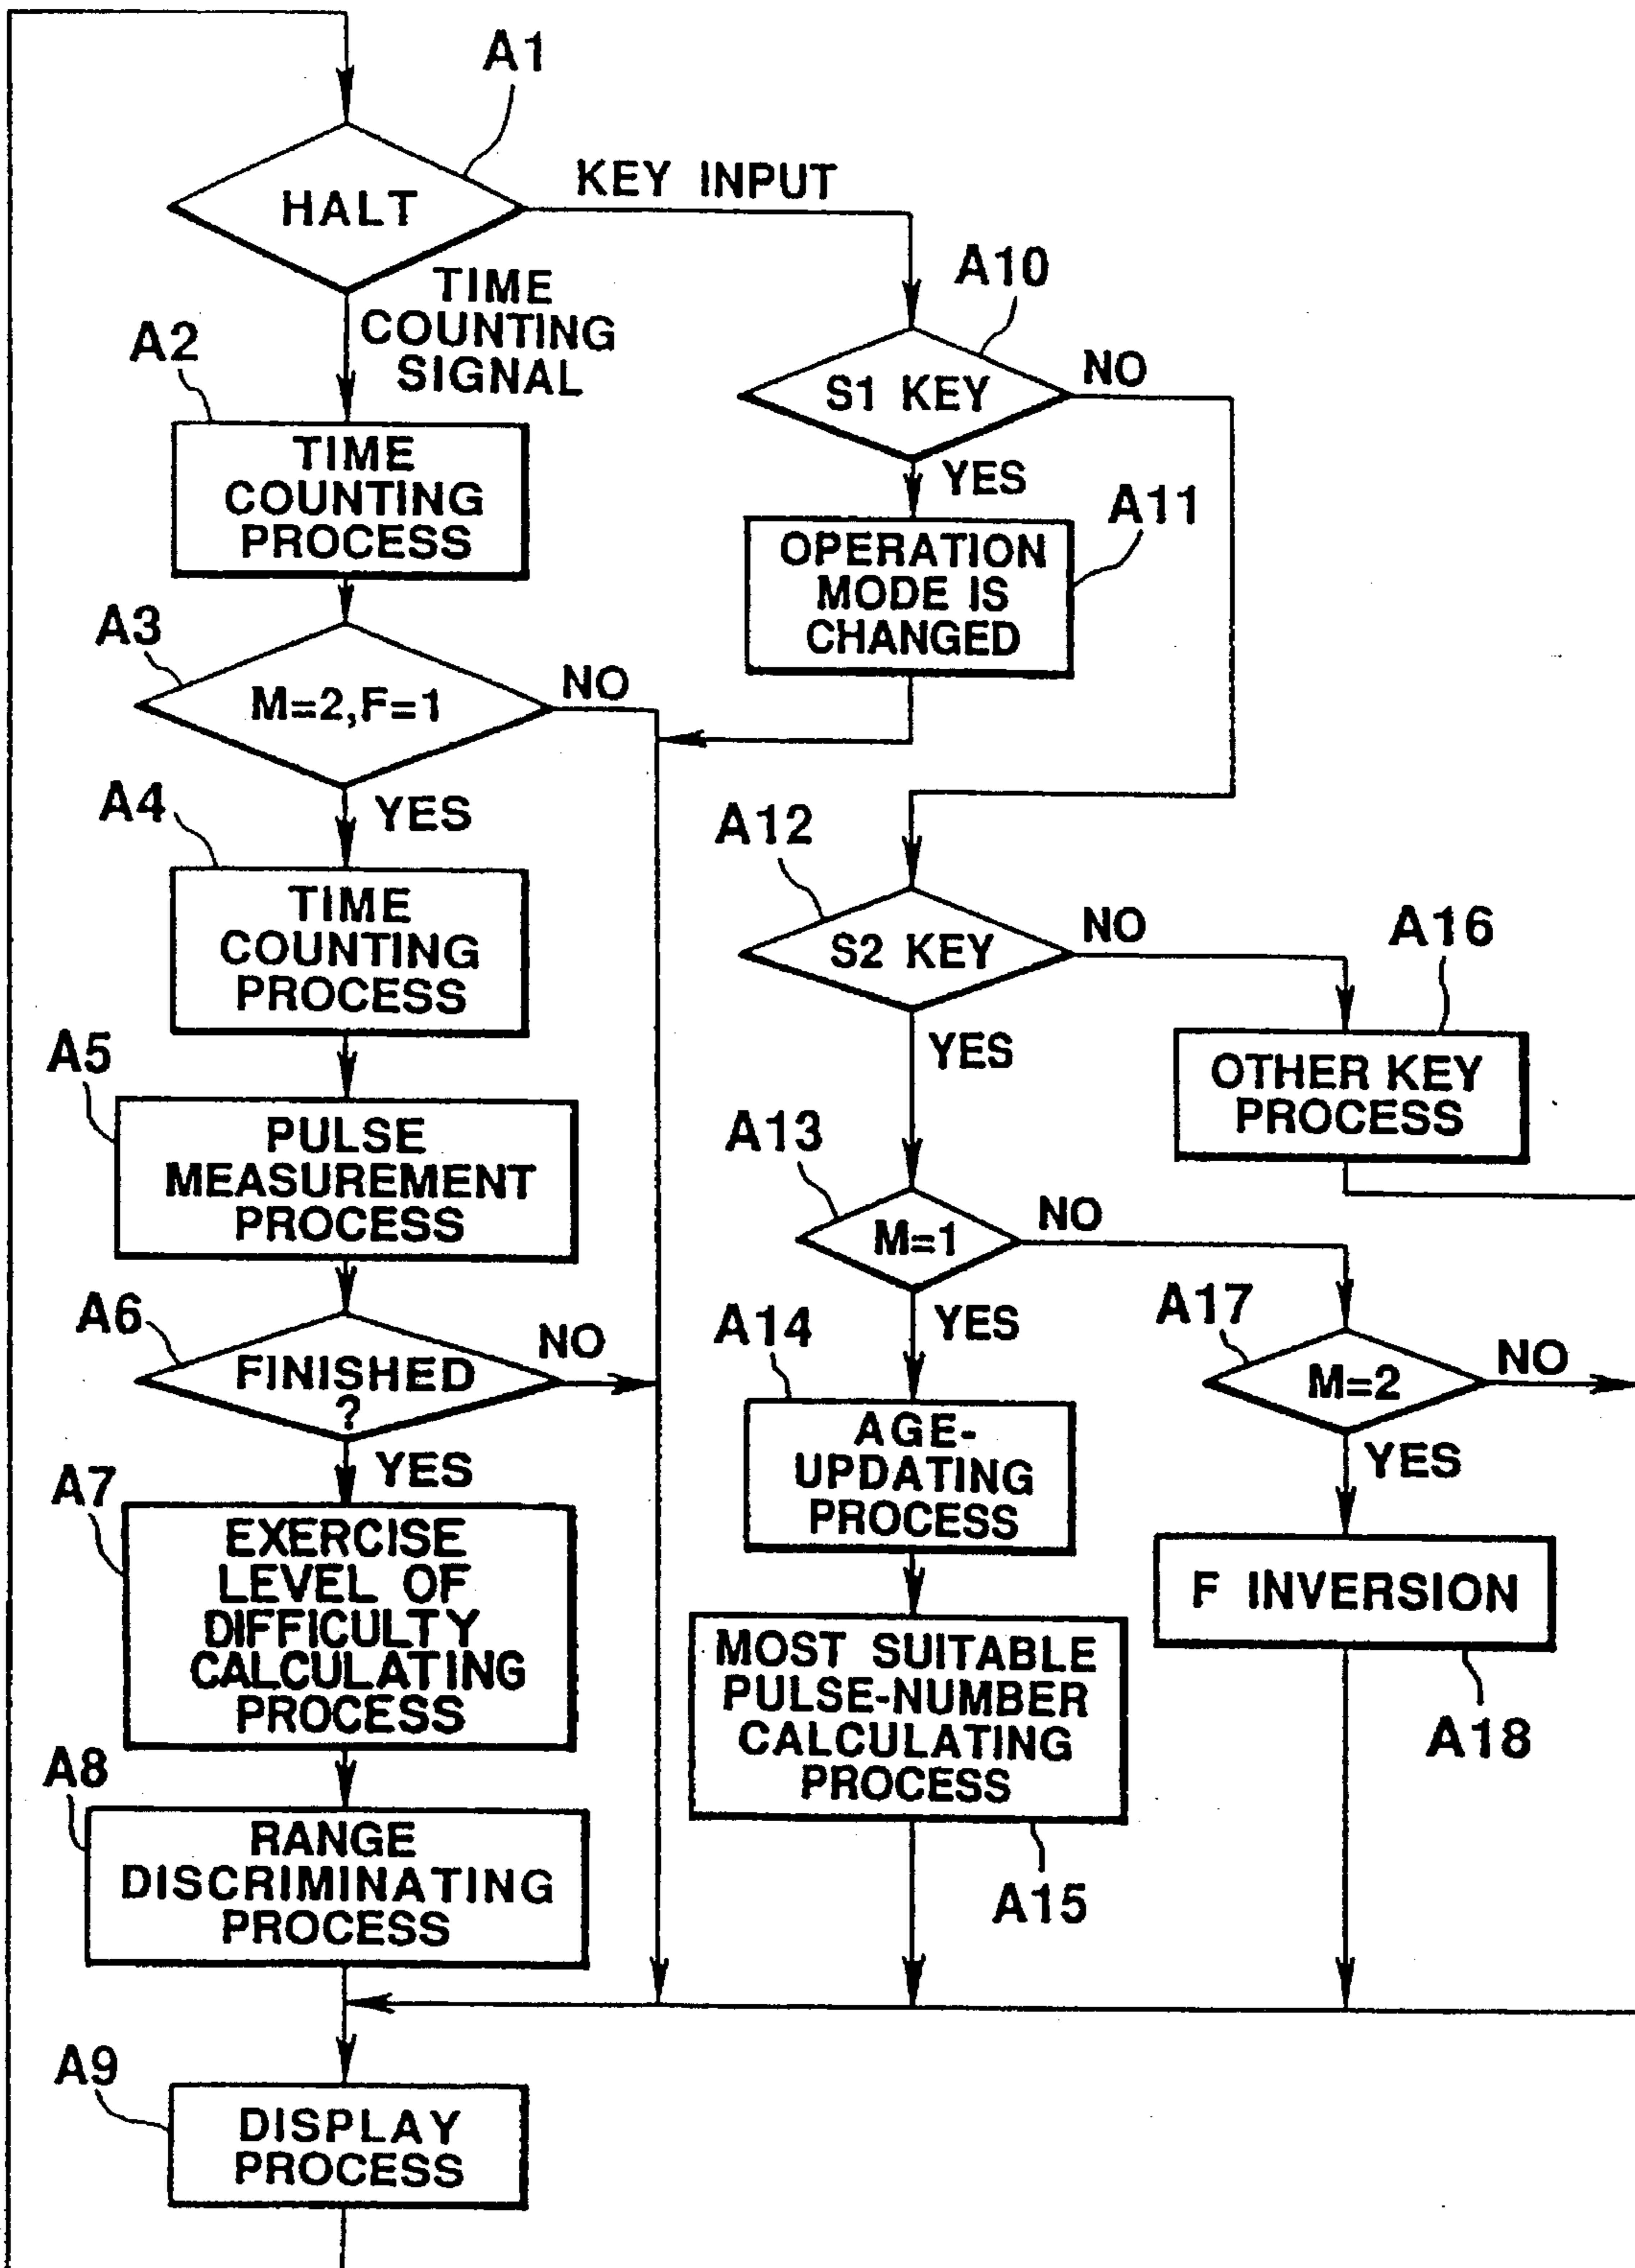 A1
HALT
KEY INPUT
TIME
COUNTING
SIGNAL
A2
TIME
COUNTING
PROCESS
A3
M=2,F=1
NO
YES
A4
TIME
COUNTING
PROCESS
A5
PULSE
MEASUREMENT
PROCESS
A6
FINISHED
?
NO
YES
A7
EXERCISE
LEVEL OF
DIFFICULTY
CALCULATING
PROCESS
A8
RANGE
DISCRIMINATING
PROCESS
A9
DISPLAY
PROCESS
A10
S1 KEY
NO
YES
A11
OPERATION
MODE IS
CHANGED
A12
S2 KEY
NO
YES
A13
M=1
NO
YES
A14
AGE-
UPDATING
PROCESS
MOST SUITABLE
PULSE-NUMBER
CALCULATING
PROCESS
A15
A16
OTHER KEY
PROCESS
A17
M=2
NO
YES
F INVERSION
A18